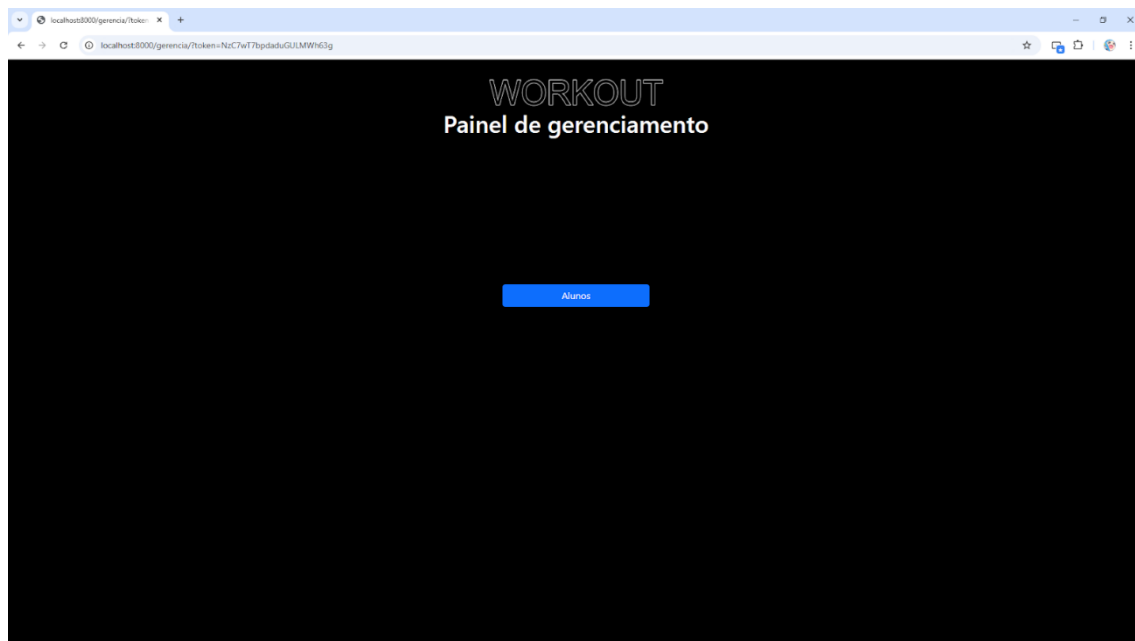 localhost:8000/gerencia/?token
localhost:8000/gerencia/?token=NzC7wT7bpdaduGULMWh63g
WORKOUT
Painel de gerenciamento
Alunos